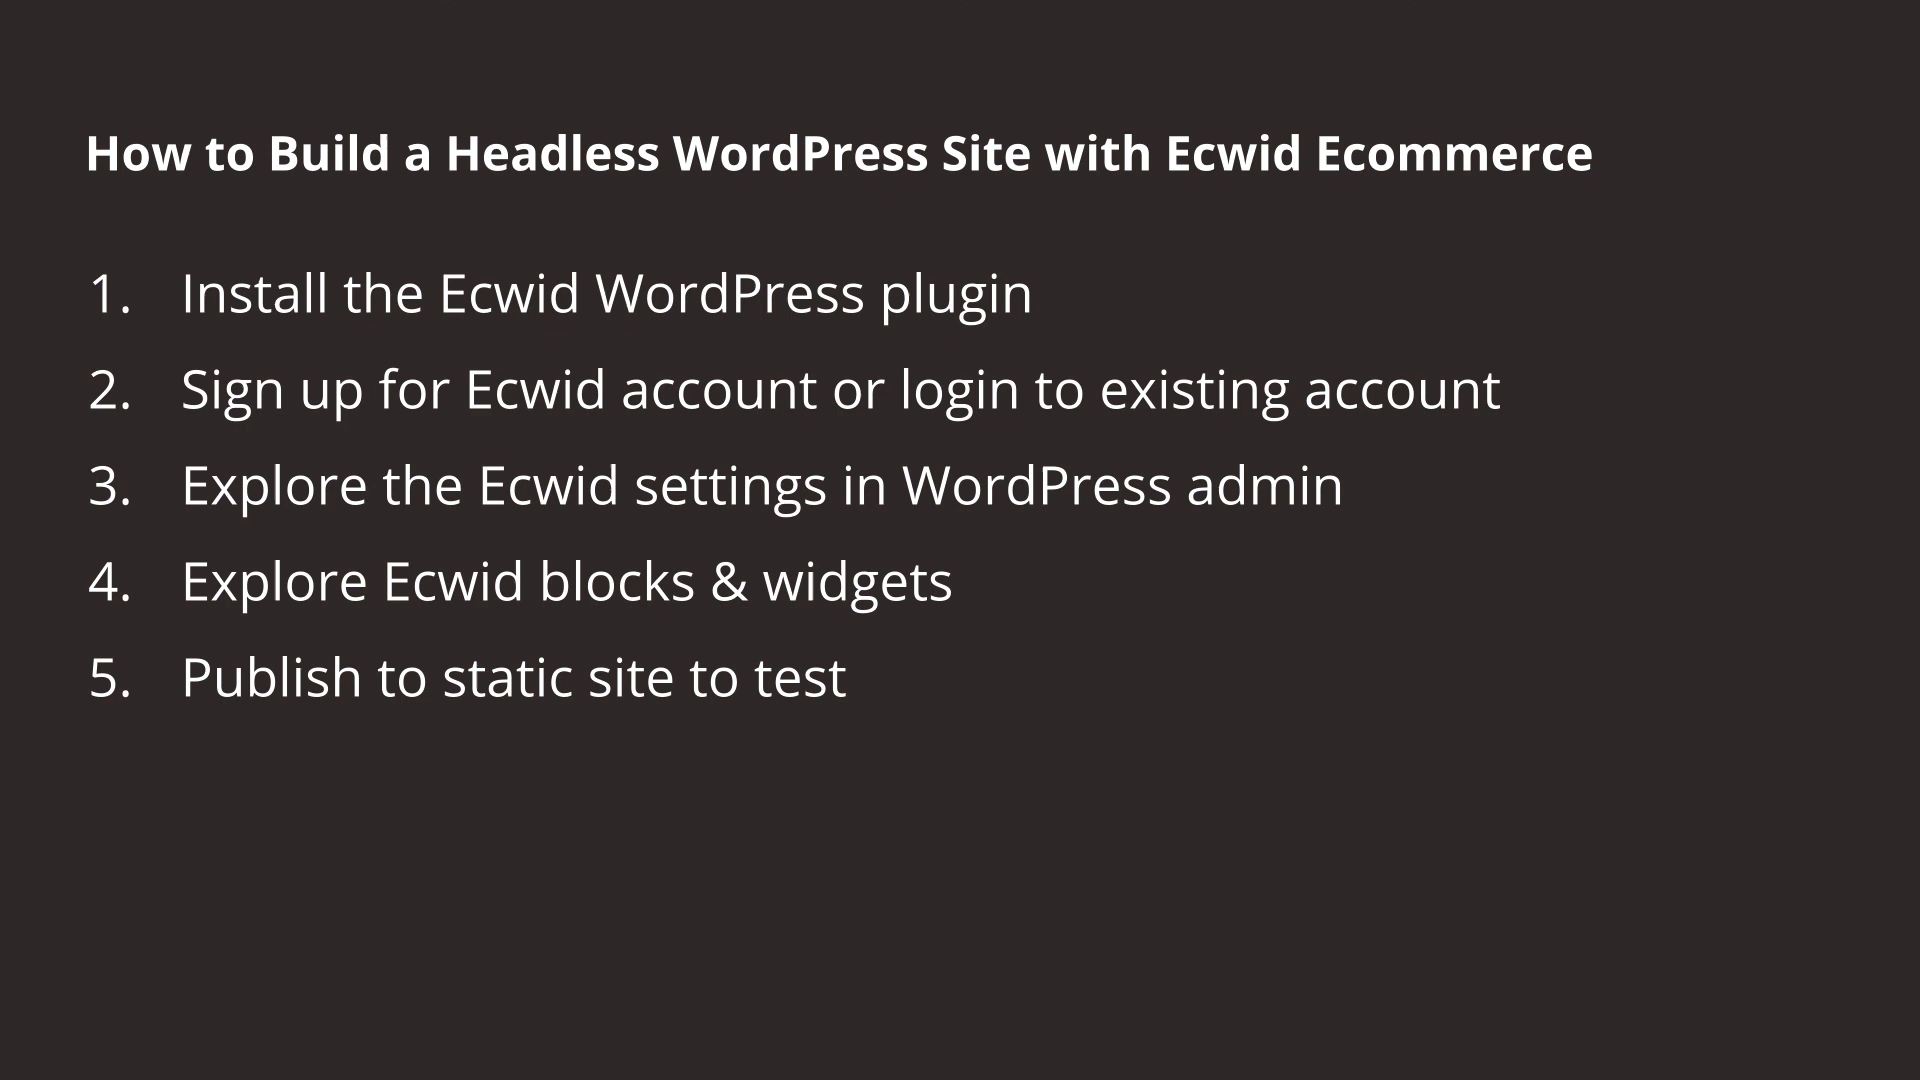 How to Build a Headless WordPress Site with Ecwid Ecommerce
1. Install the Ecwid WordPress plugin
2. Sign up for Ecwid account or login to existing account
3. Explore the Ecwid settings in WordPress admin
4. Explore Ecwid blocks & widgets
5. Publish to static site to test